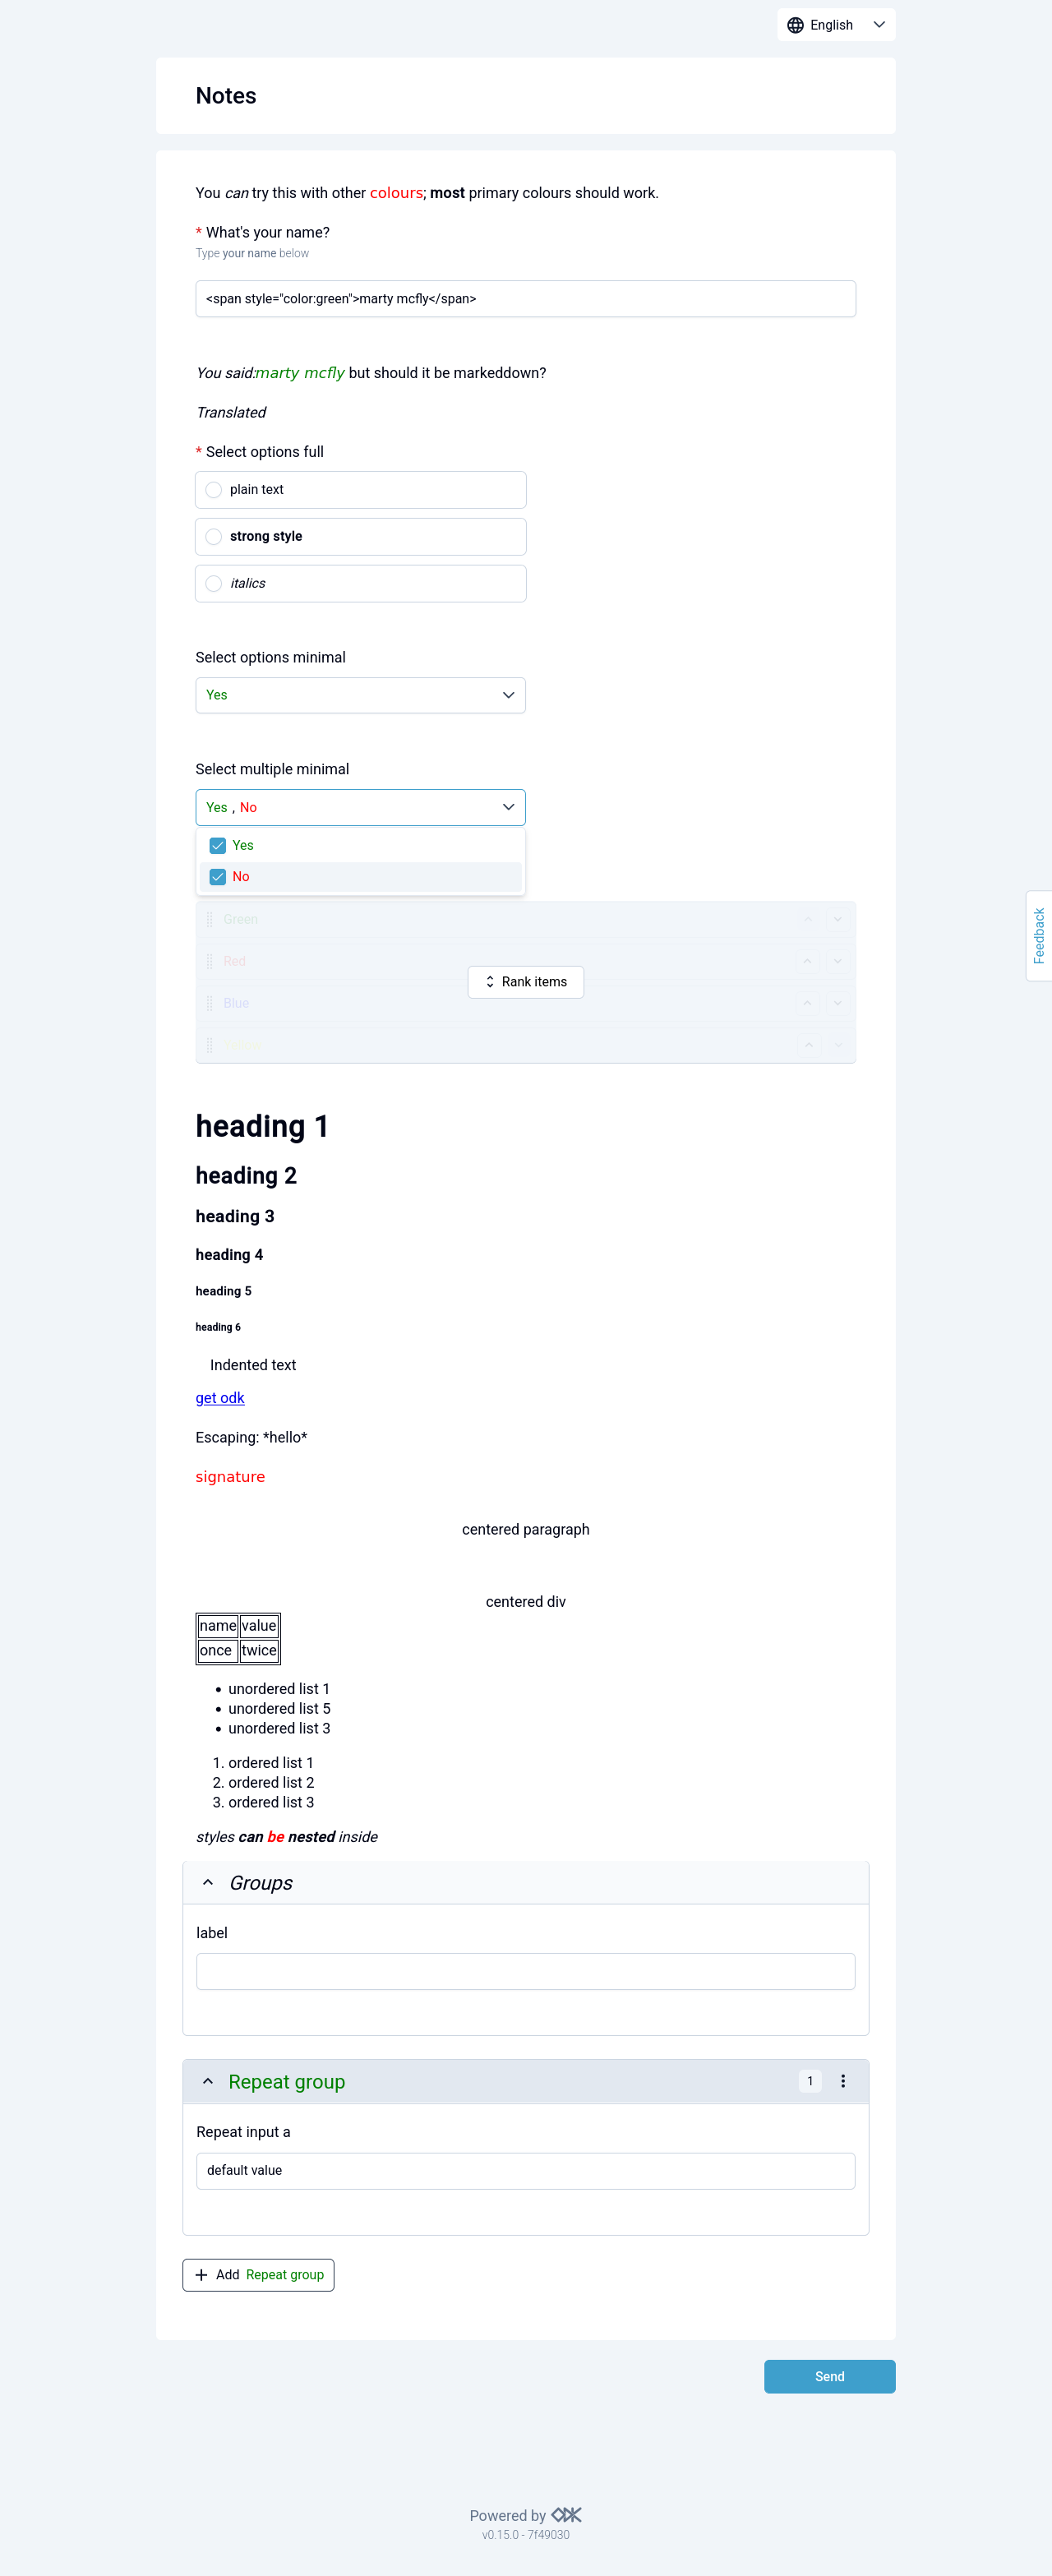 English
Notes
You can try this with other colours; most primary colours should work.
* What's your name?
Type your name below
<span style="color:green">marty mcfly</span>
You said:marty mcfly but should it be markeddown?
Translated
* Select options full
plain text
strong style
italics
Select options minimal
Yes
Select multiple minimal
Yes , No
Yes
No
Green
Red
Rank items
Blue
Feedback
heading 1
heading 2
heading 3
heading 4
heading 5
heading 6
Indented text
get odk
Escaping: *hello*
signature
centered paragraph
centered div
name value
once twice
• unordered list 1
• unordered list 5
• unordered list 3
1. ordered list 1
2. ordered list 2
3. ordered list 3
styles can be nested inside
Groups
label
Repeat group 1
Repeat input a
default value
Add Repeat group
Send
Powered by ODK
v0.15.0 - 7f49030